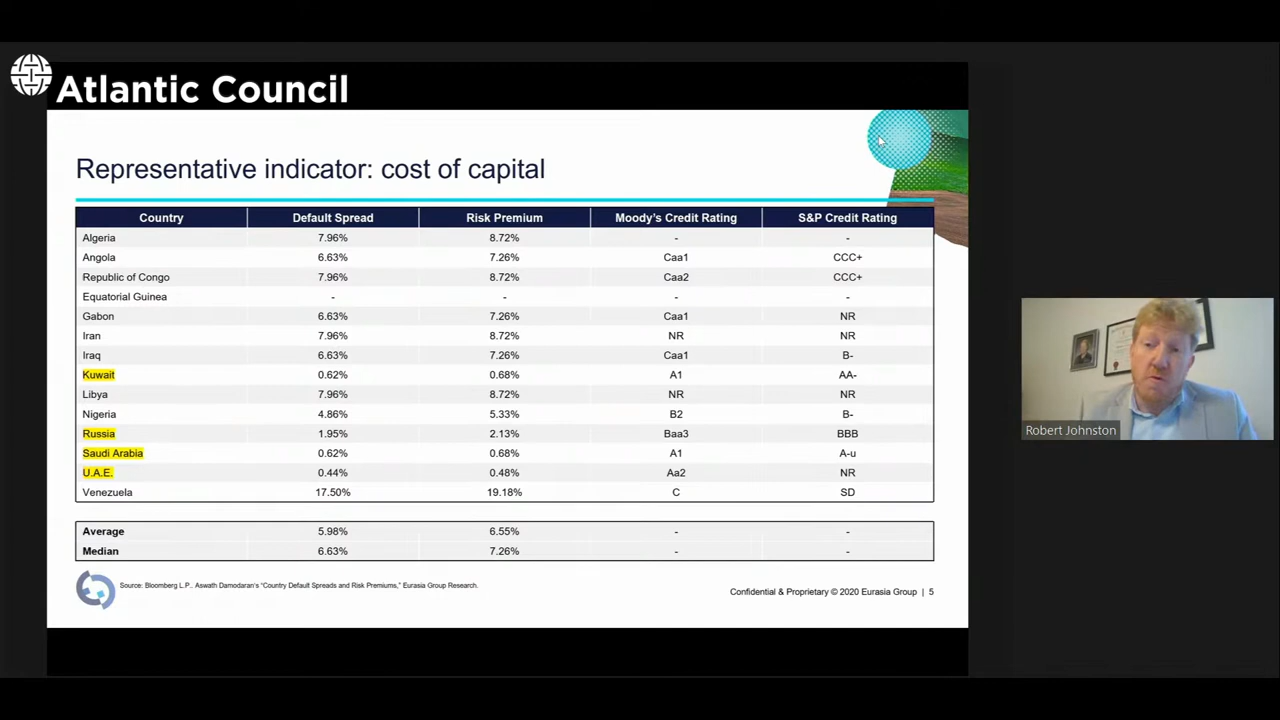 Atlantic Council
Representative indicator: cost of capital
Country Default Spread Risk Premium Moody's Credit Rating S&P Credit Rating
Algeria 7.96% 8.72% - -
Angola 6.63% 7.26% Caa1 CCC+
Republic of Congo 7.96% 8.72% Caa2 CCC+
Equatorial Guinea - - - -
Gabon 6.63% 7.26% Caa1 NR
Iran 7.96% 8.72% NR NR
Iraq 6.63% 7.26% Caa1 B-
Kuwait 0.62% 0.68% A1 AA-
Libya 7.96% 8.72% NR NR
Nigeria 4.86% 5.33% B2 B-
Russia 1.95% 2.13% Baa3 BBB
Saudi Arabia 0.62% 0.68% A1 A-u
U.A.E. 0.44% 0.48% Aa2 NR
Venezuela 17.50% 19.18% C SD
Average 5.98% 6.55% - -
Median 6.63% 7.26% - -
Source: Bloomberg L.P.. Aswath Damodaran's "Country Default Spreads and Risk Premiums," Eurasia Group Research.
Confidential & Proprietary © 2020 Eurasia Group | 5
Robert Johnston